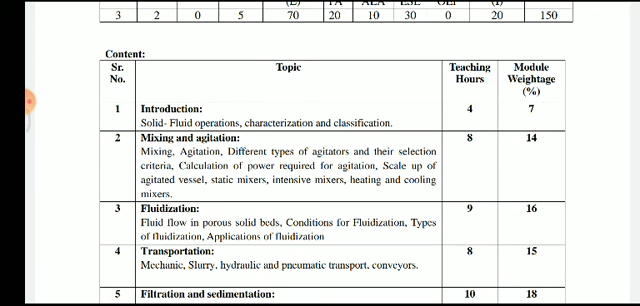 3 2 0 5 70 20 10 30 0 20 150
Content:
Sr. No. Topic Teaching Hours Module Weightage (%)
1 Introduction: 4 7
Solid- Fluid operations, characterization and classification.
2 Mixing and agitation: 8 14
Mixing, Agitation, Different types of agitators and their selection
criteria, Calculation of power required for agitation, Scale up of
agitated vessel, static mixers, intensive mixers, heating and cooling
mixers.
3 Fluidization: 9 16
Fluid flow in porous solid beds, Conditions for Fluidization, Types
of fluidization, Applications of fluidization
4 Transportation: 8 15
Mechanic, Slurry, hydraulic and pneumatic transport, conveyors.
5 Filtration and sedimentation: 10 18